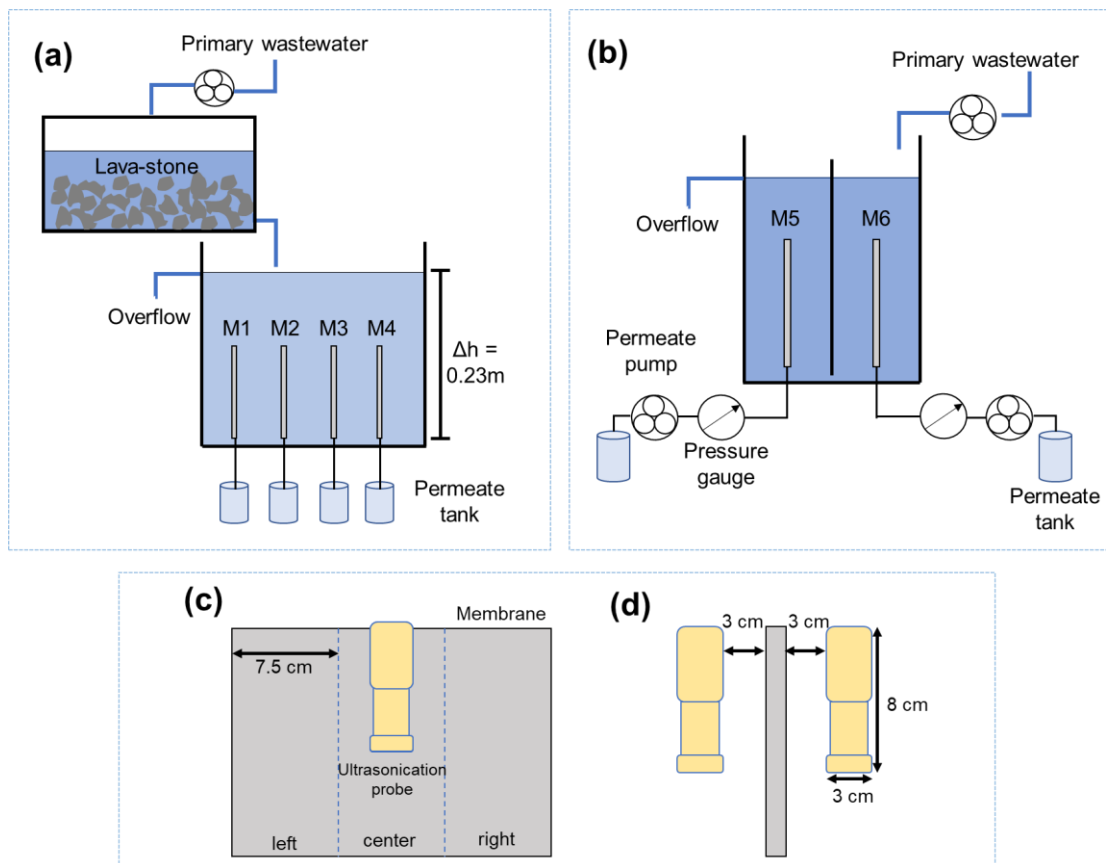 (a)
Primary wastewater
Lava-stone
Overflow
M1 M2 M3 M4
Δh =
0.23m
Permeate
tank
(b)
Primary wastewater
Overflow
M5
M6
Permeate
pump
Pressure
gauge
Permeate
tank
(c)
Membrane
7.5 cm
Ultrasonication
probe
left
center
right
(d)
3 cm
3 cm
8 cm
3 cm